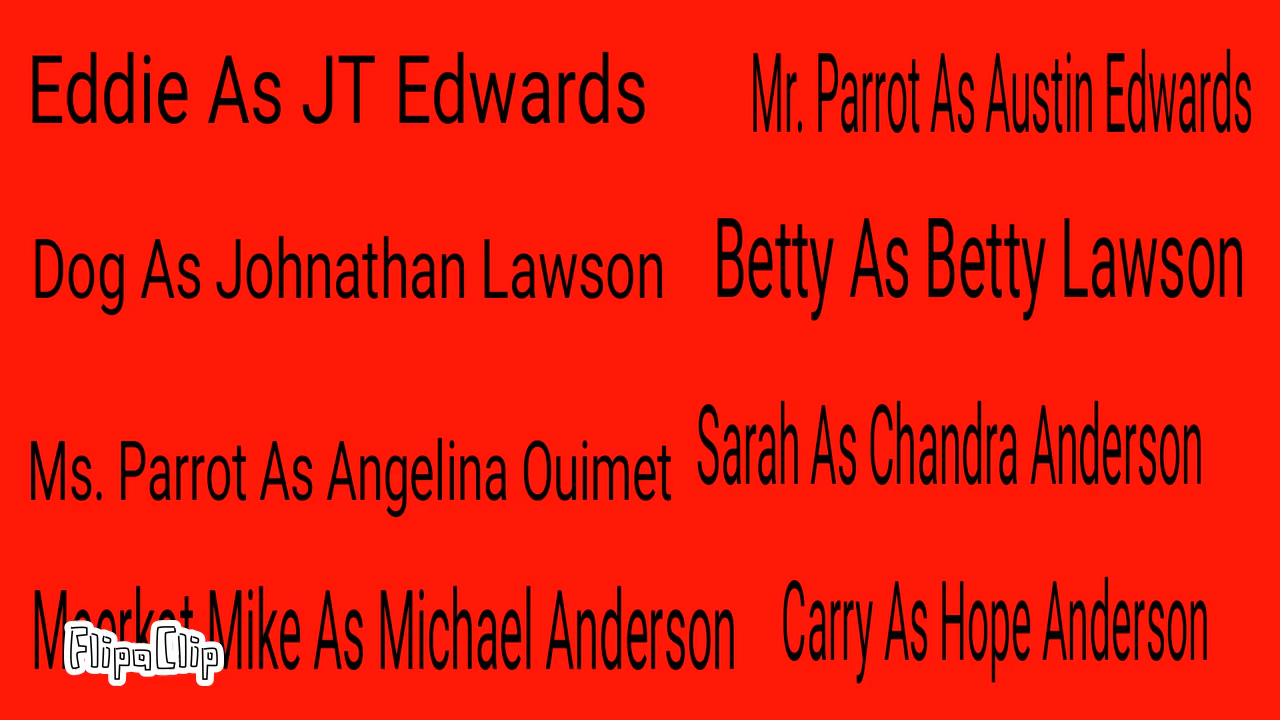 Eddie As JT Edwards
Mr. Parrot As Austin Edwards
Dog As Johnathan Lawson
Betty As Betty Lawson
Ms. Parrot As Angelina Ouimet
Sarah As Chandra Anderson
Meerkat Mike As Michael Anderson
Carry As Hope Anderson
FlipaClip